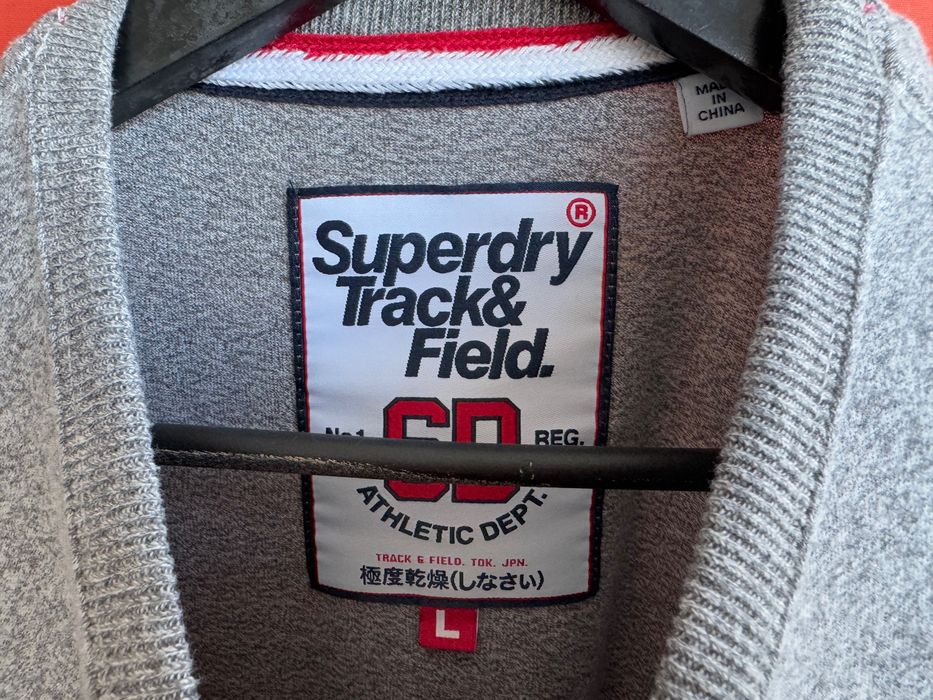 MADE
IN
CHINA
®
Superdry
Track&
Field.
No1 SD REG.
ATHLETIC DEPT.
TRACK & FIELD. TOK. JPN.
極度乾燥(しなさい)
L